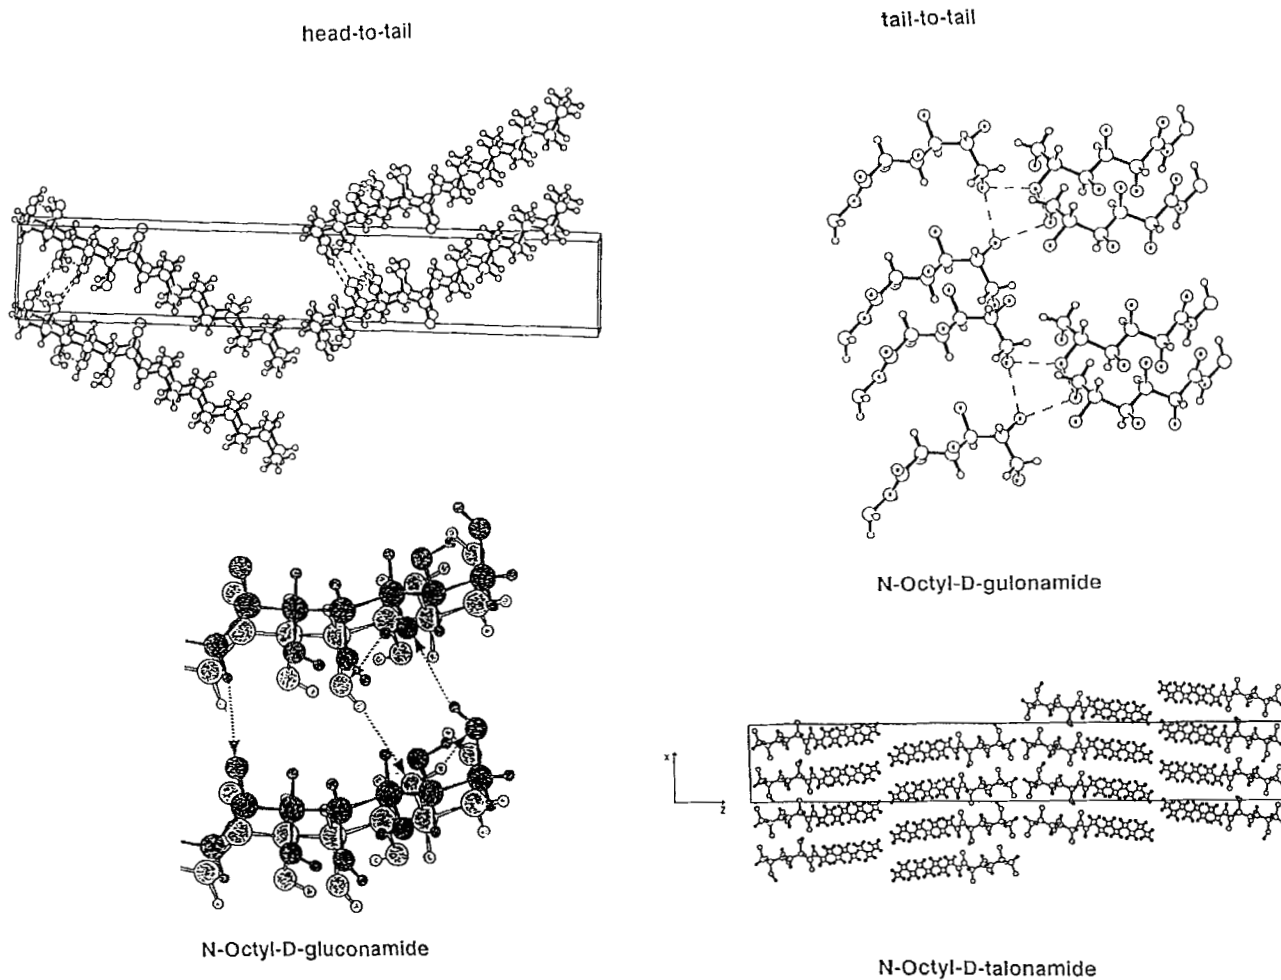 head-to-tail
tail-to-tail
N-Octyl-D-gulonamide
x
z
N-Octyl-D-gluconamide
N-Octyl-D-talonamide